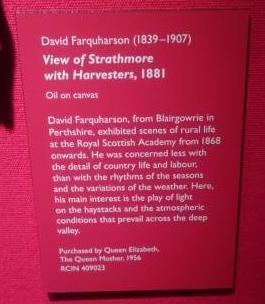 David Farquharson (1839–1907)
View of Strathmore
with Harvesters, 1881
Oil on canvas
David Farquharson, from Blairgowrie in
Perthshire, exhibited scenes of rural life
at the Royal Scottish Academy from 1868
onwards. He was concerned less with
the detail of country life and labour,
than with the rhythms of the seasons
and the variations of the weather. Here,
his main interest is the play of light
on the haystacks and the atmospheric
conditions that prevail across the deep
valley.
Purchased by Queen Elizabeth,
The Queen Mother, 1956
RCIN 409023